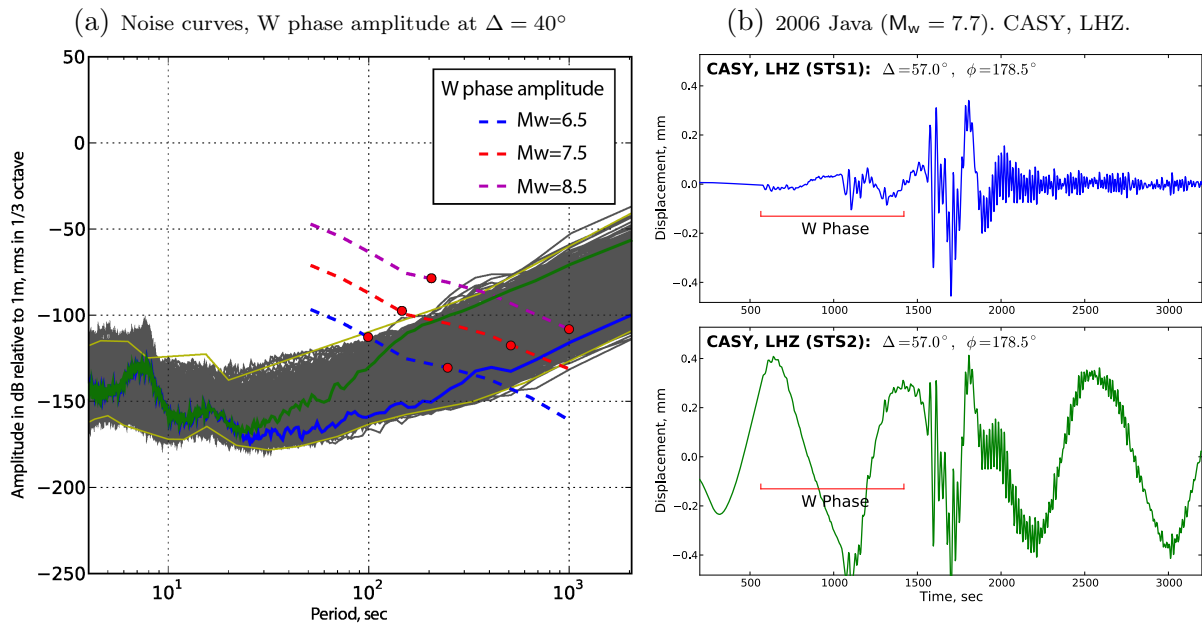 (a) Noise curves, W phase amplitude at Δ = 40°
50
0
−50
−100
−150
−200
−250
Amplitude in dB relative to 1m, rms in 1/3 octave
W phase amplitude
Mw=6.5
Mw=7.5
Mw=8.5
10¹
10²
10³
Period, sec
(b) 2006 Java (Mw = 7.7). CASY, LHZ.
CASY, LHZ (STS1): Δ=57.0°, ϕ=178.5°
0.4
0.2
0.0
−0.2
−0.4
Displacement, mm
W Phase
500
1000
1500
2000
2500
3000
CASY, LHZ (STS2): Δ=57.0°, ϕ=178.5°
0.4
0.2
0.0
−0.2
−0.4
Displacement, mm
W Phase
500
1000
1500
2000
2500
3000
Time, sec